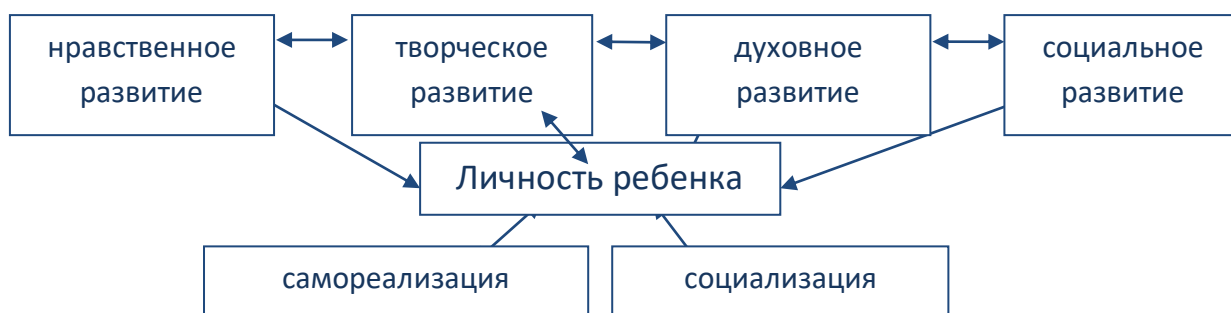 нравственное
развитие
творческое
развитие
духовное
развитие
социальное
развитие
Личность ребенка
самореализация
социализация